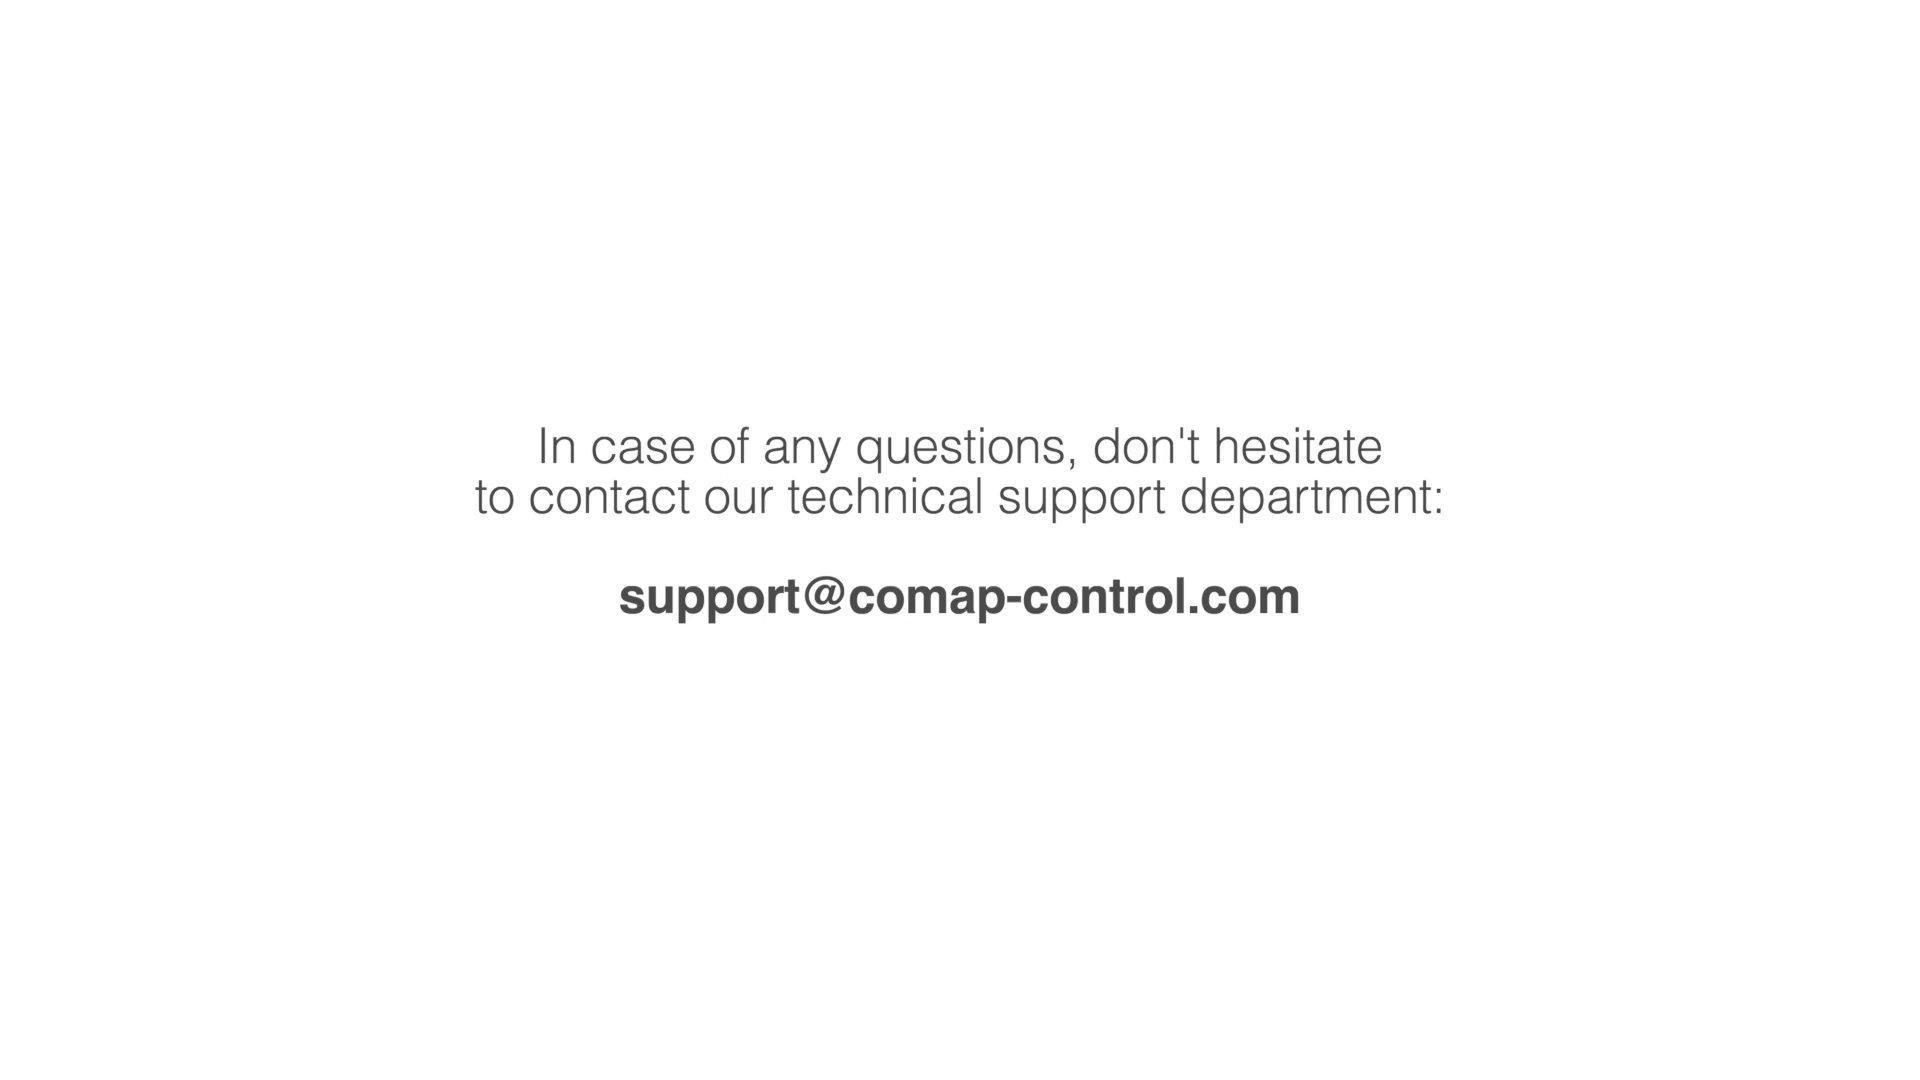 In case of any questions, don't hesitate
to contact our technical support department:
support@comap-control.com